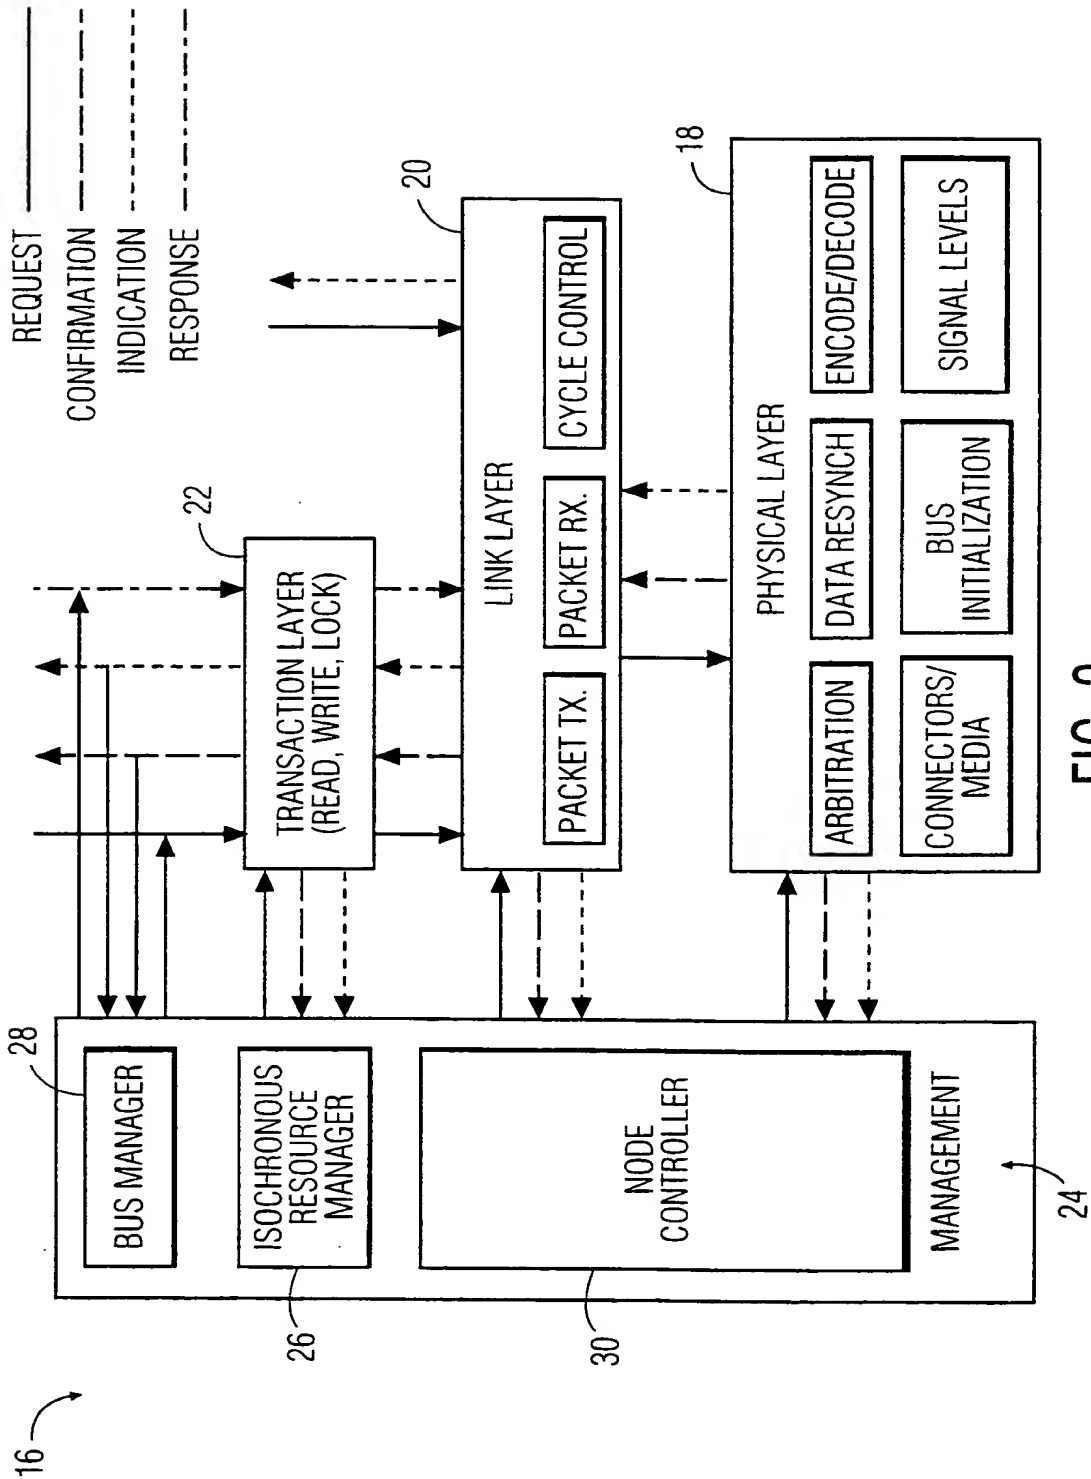 16
REQUEST
CONFIRMATION
INDICATION
RESPONSE
28
BUS MANAGER
26
ISOCHRONOUS
RESOURCE
MANAGER
30
NODE
CONTROLLER
MANAGEMENT
24
22
TRANSACTION LAYER
(READ, WRITE, LOCK)
20
LINK LAYER
PACKET TX.
PACKET RX.
CYCLE CONTROL
18
PHYSICAL LAYER
ARBITRATION
DATA RESYNCH
ENCODE/DECODE
CONNECTORS/
MEDIA
BUS
INITIALIZATION
SIGNAL LEVELS
FIG.